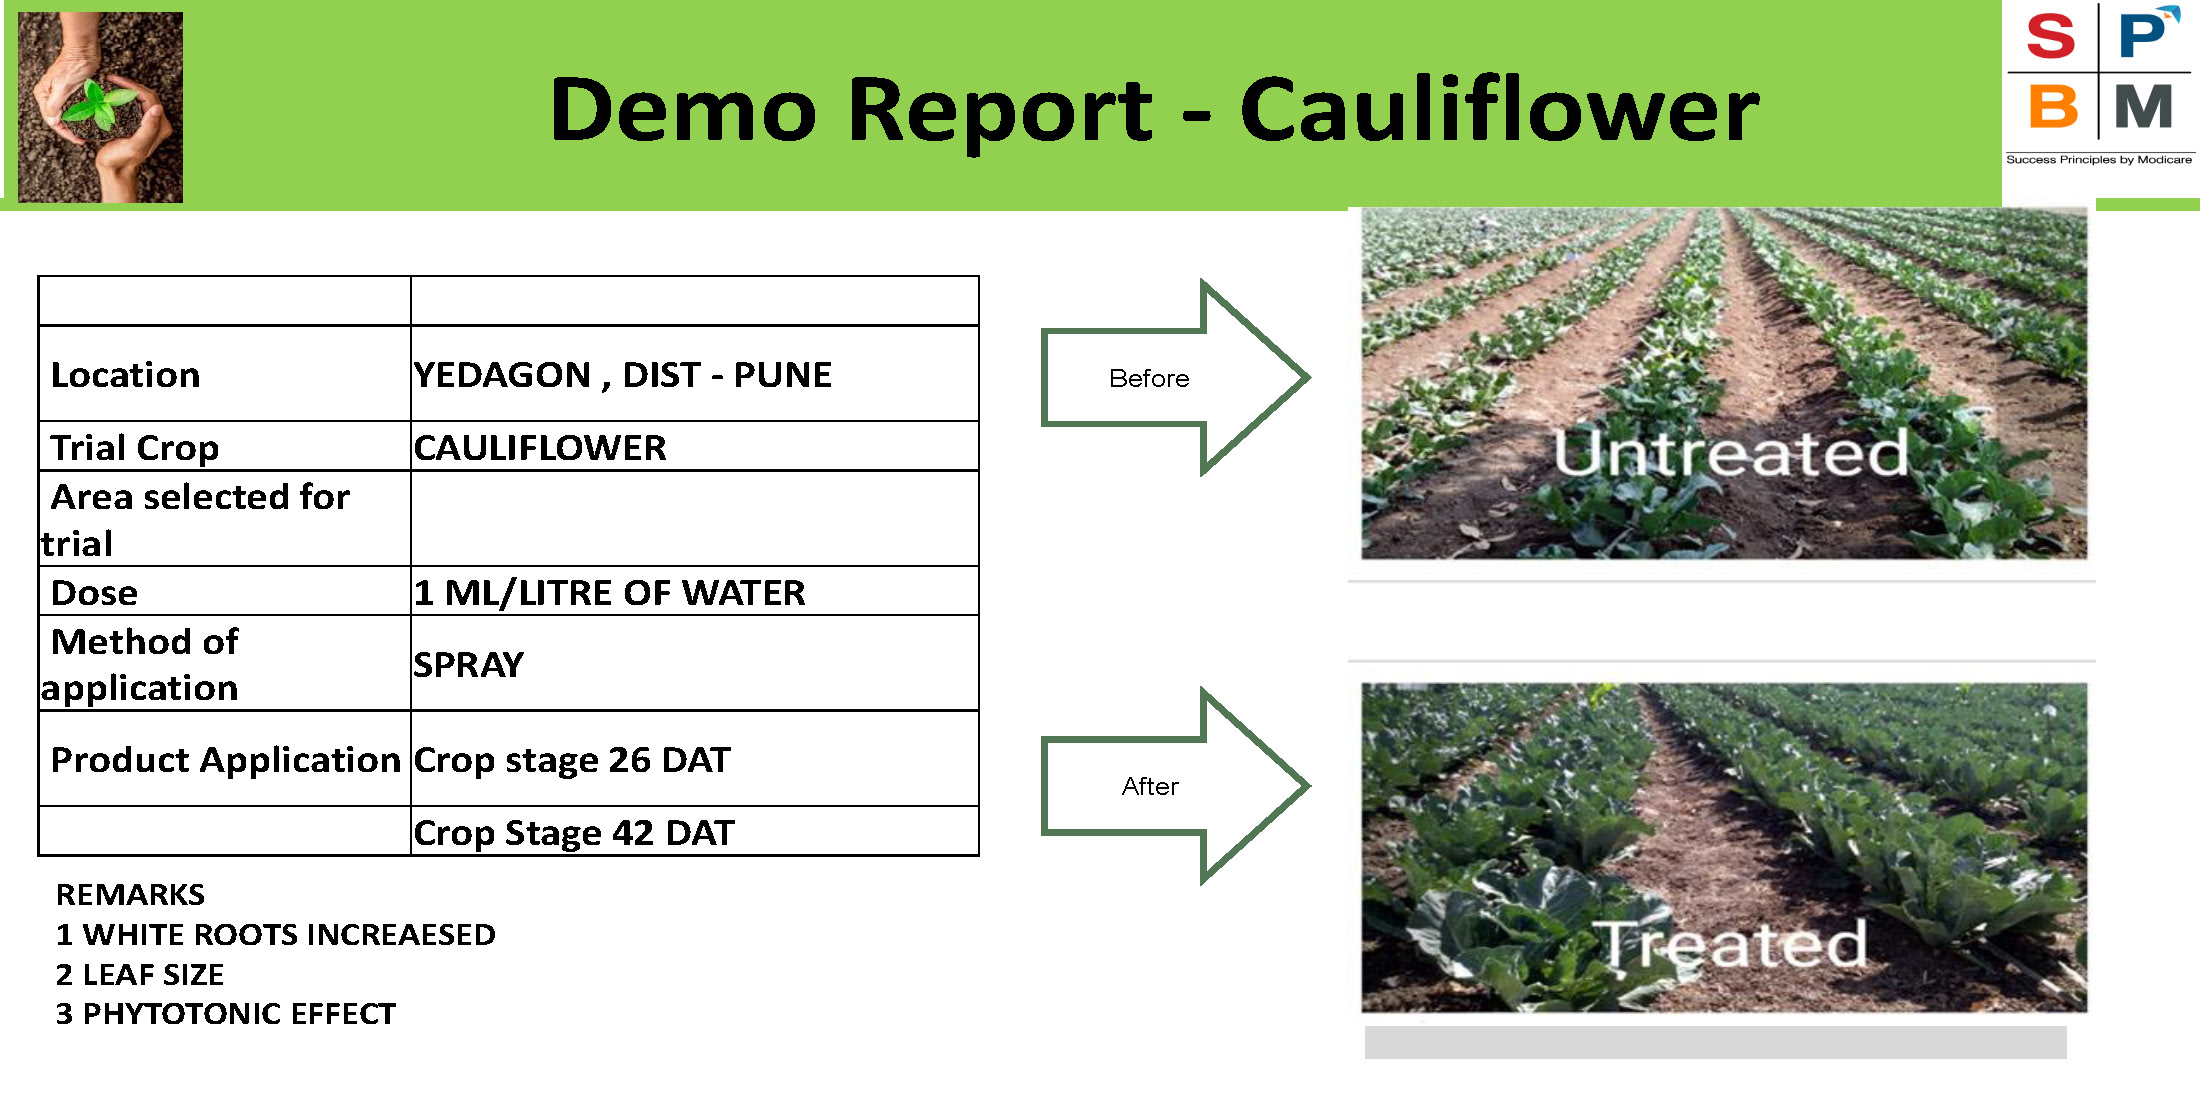 Demo Report - Cauliflower
S P
B M
Success Principles by Modicare
Location YEDAGON , DIST - PUNE
Trial Crop CAULIFLOWER
Area selected for
trial
Dose 1 ML/LITRE OF WATER
Method of
application SPRAY
Product Application Crop stage 26 DAT
Crop Stage 42 DAT
REMARKS
1 WHITE ROOTS INCREAESED
2 LEAF SIZE
3 PHYTOTONIC EFFECT
Before
Untreated
After
Treated